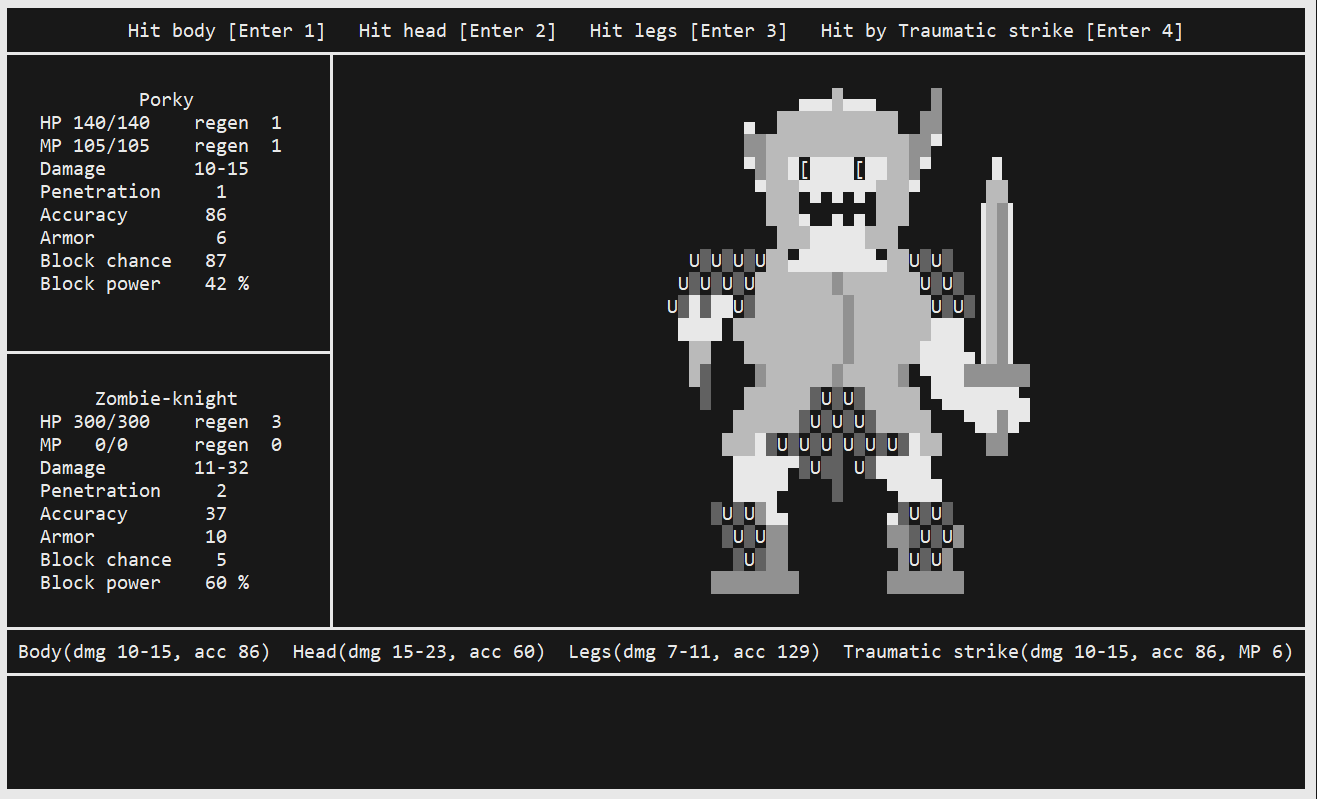 Hit body [Enter 1]   Hit head [Enter 2]   Hit legs [Enter 3]   Hit by Traumatic strike [Enter 4]
Porky
HP 140/140    regen  1
MP 105/105    regen  1
Damage        10-15
Penetration     1
Accuracy       86
Armor           6
Block chance   87
Block power    42 %
Zombie-knight
HP 300/300    regen  3
MP   0/0      regen  0
Damage        11-32
Penetration     2
Accuracy       37
Armor          10
Block chance    5
Block power    60 %
[ [
U U U U U U
U U U U U U
U U U U
U U
U U U
U U U U U U
U U
U U U U
U U U U
U U U
Body(dmg 10-15, acc 86)  Head(dmg 15-23, acc 60)  Legs(dmg 7-11, acc 129)  Traumatic strike(dmg 10-15, acc 86, MP 6)